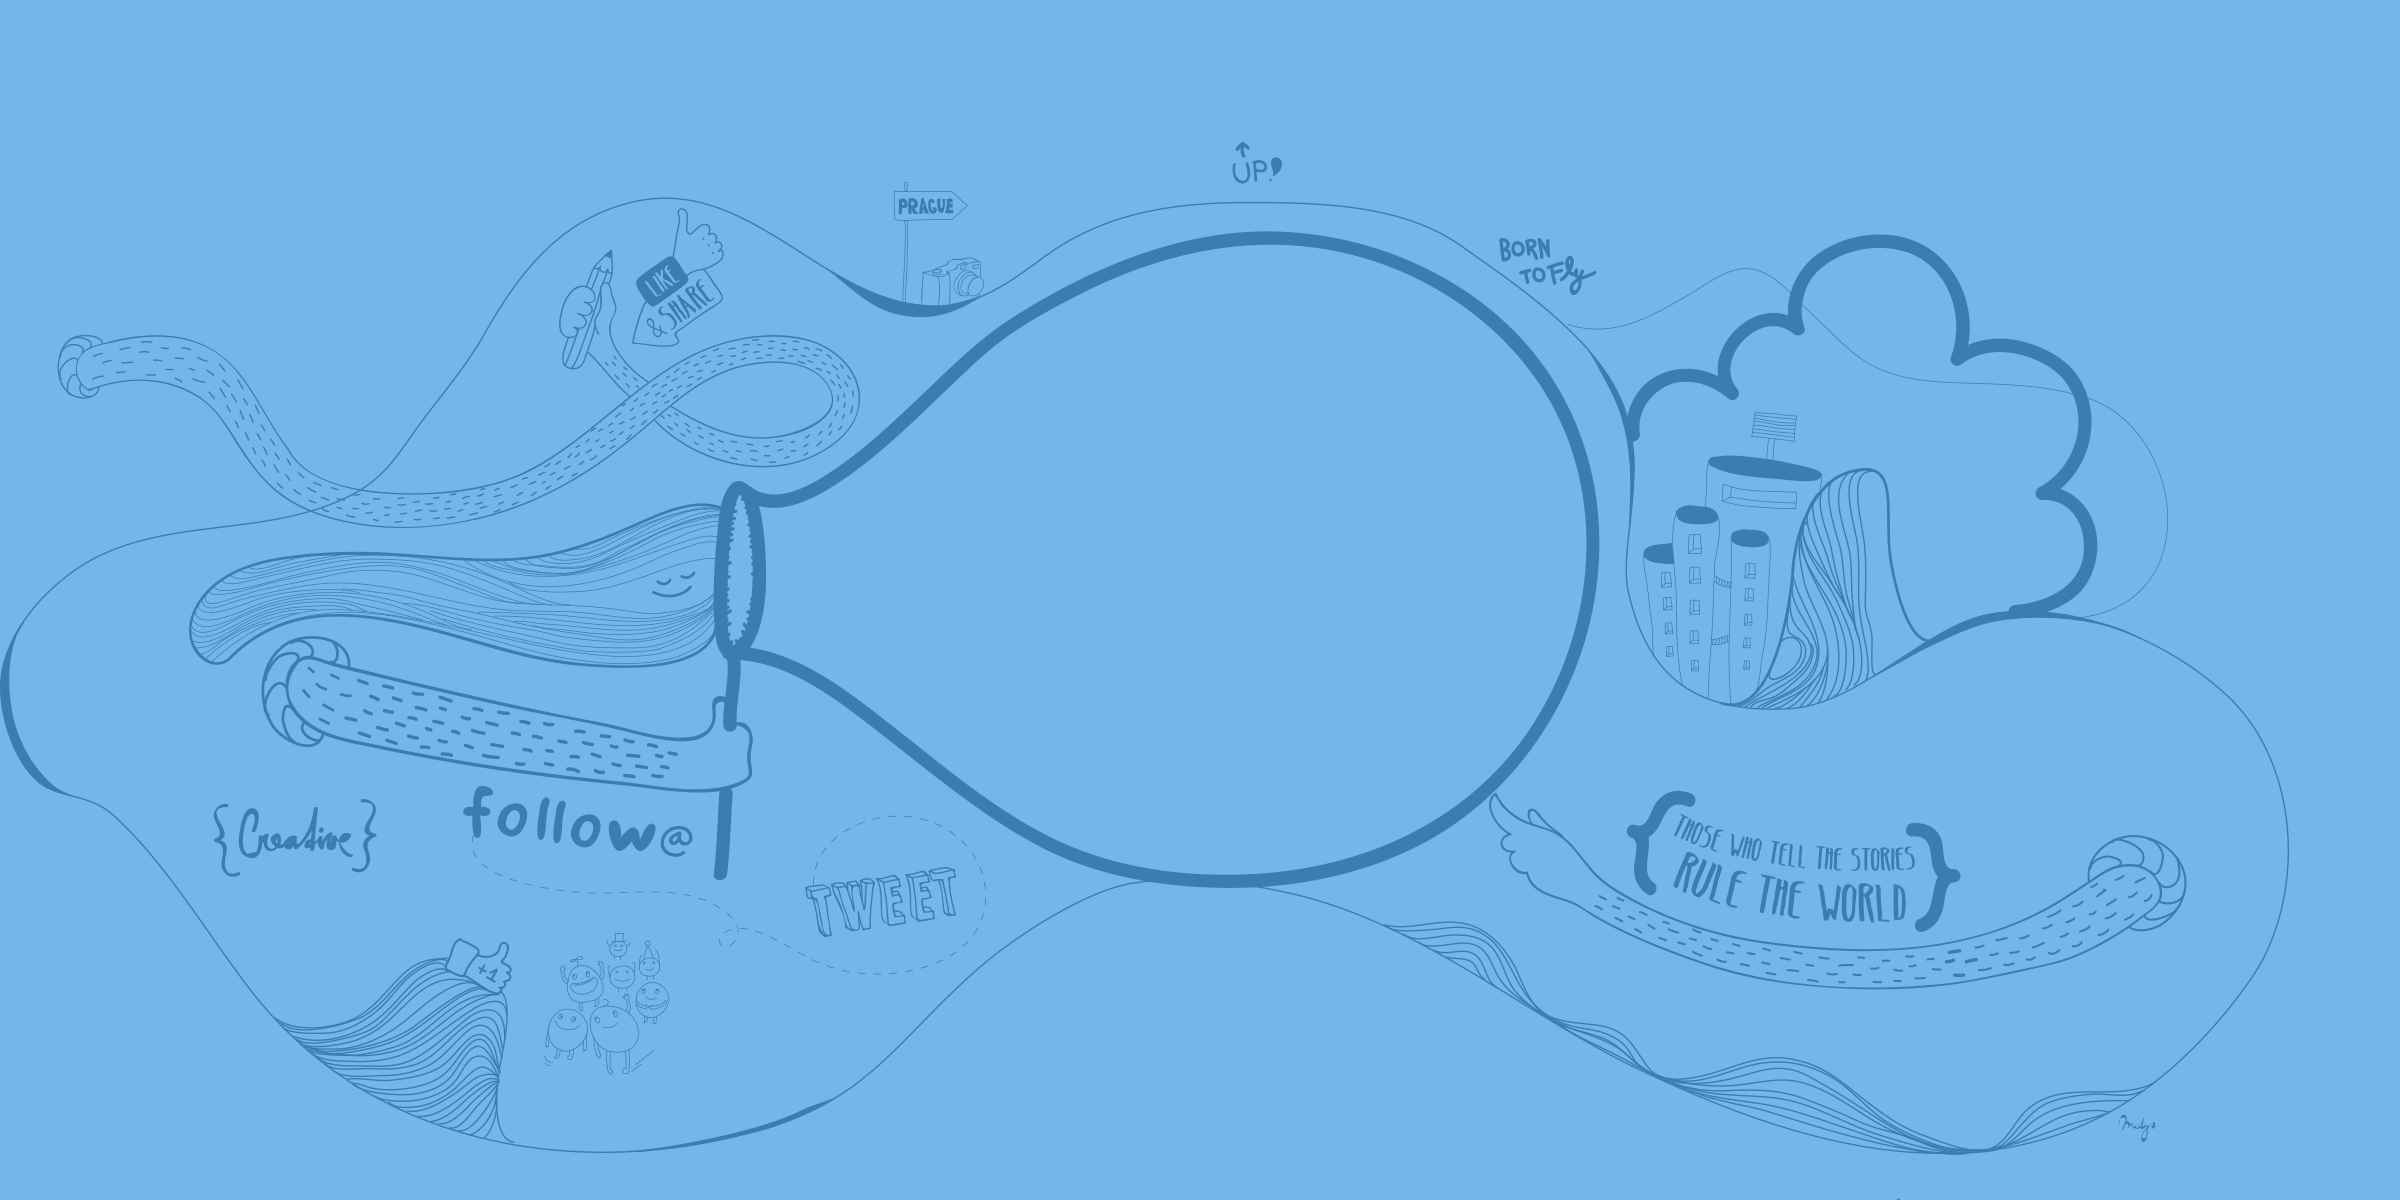 UP!
PRAGUE
LIKE
& SHARE
BORN
TO Fly
{Creative}
follow@
TWEET
THOSE WHO TELL THE STORIES
RULE THE WORLD
+1